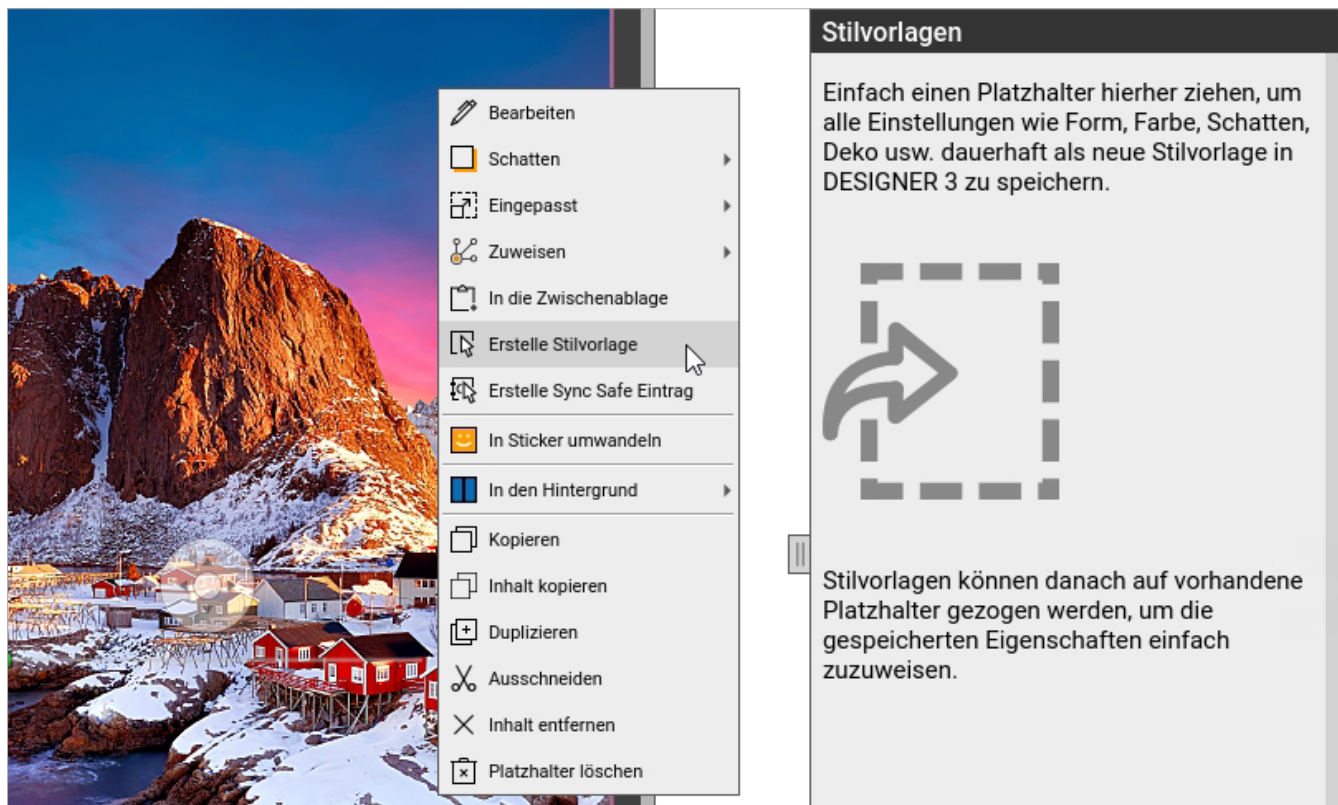 Stilvorlagen
Einfach einen Platzhalter hierher ziehen, um
alle Einstellungen wie Form, Farbe, Schatten,
Deko usw. dauerhaft als neue Stilvorlage in
DESIGNER 3 zu speichern.
Stilvorlagen können danach auf vorhandene
Platzhalter gezogen werden, um die
gespeicherten Eigenschaften einfach
zuzuweisen.
Bearbeiten
Schatten
Eingepasst
Zuweisen
In die Zwischenablage
Erstelle Stilvorlage
Erstelle Sync Safe Eintrag
In Sticker umwandeln
In den Hintergrund
Kopieren
Inhalt kopieren
Duplizieren
Ausschneiden
Inhalt entfernen
Platzhalter löschen